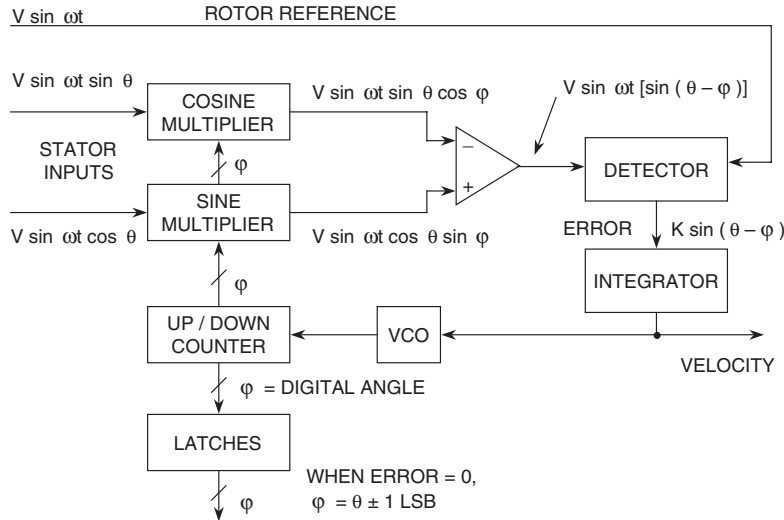 V sin ωt
ROTOR REFERENCE
V sin ωt sin θ
COSINE
MULTIPLIER
V sin ωt sin θ cos φ
V sin ωt [sin ( θ – φ )]
STATOR
INPUTS
φ
–
+
DETECTOR
SINE
MULTIPLIER
V sin ωt cos θ
V sin ωt cos θ sin φ
ERROR
K sin ( θ – φ )
φ
INTEGRATOR
UP / DOWN
COUNTER
VCO
VELOCITY
φ = DIGITAL ANGLE
LATCHES
WHEN ERROR = 0,
φ = θ ± 1 LSB
φ